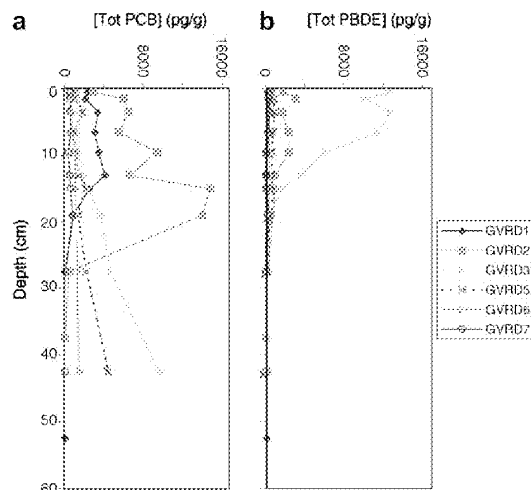 a
[Tot PCB] (pg/g)
0
8000
16000
b
[Tot PBDE] (pg/g)
0
8000
16000
Depth (cm)
0
10
20
30
40
50
60
GVRD1
GVRD2
GVRD3
GVRD5
GVRD6
GVRD7